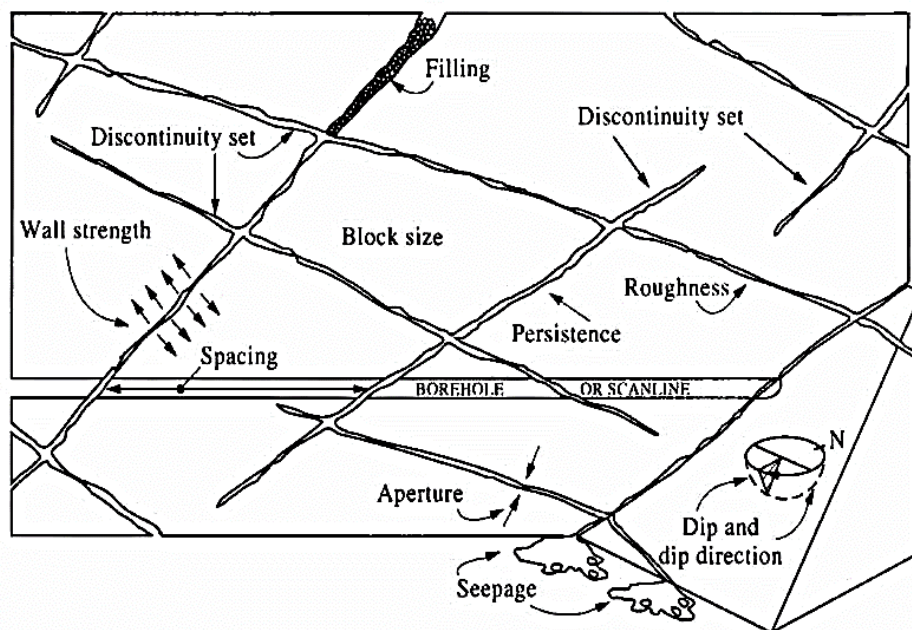 Filling
Discontinuity set
Discontinuity set
Wall strength
Block size
Roughness
Persistence
Spacing
BOREHOLE OR SCANLINE
N
Aperture
Dip and
dip direction
Seepage